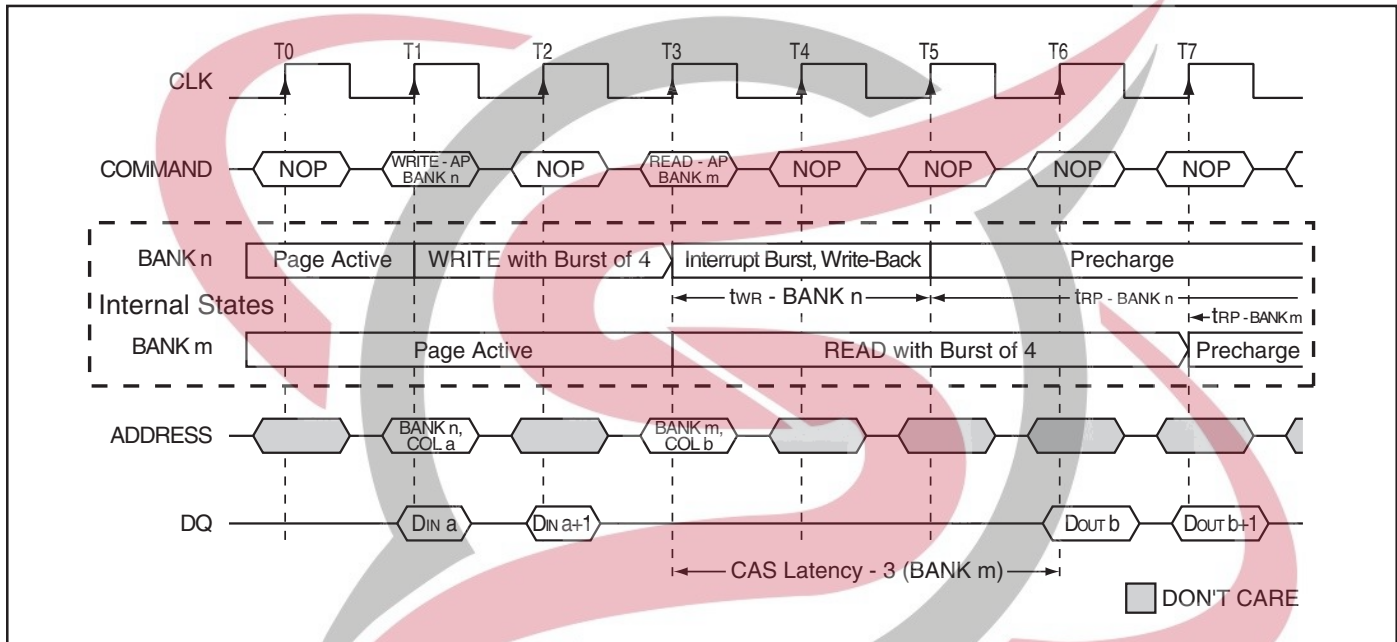 T0 T1 T2 T3 T4 T5 T6 T7
CLK
COMMAND NOP WRITE - AP BANK n NOP READ - AP BANK m NOP NOP NOP NOP
BANK n Page Active WRITE with Burst of 4 Interrupt Burst, Write-Back Precharge
tWR - BANK n tRP - BANK n
Internal States
tRP - BANK m
BANK m Page Active READ with Burst of 4 Precharge
ADDRESS BANK n, COL a BANK m, COL b
DQ DIN a DIN a+1 DOUT b DOUT b+1
CAS Latency - 3 (BANK m)
DON'T CARE